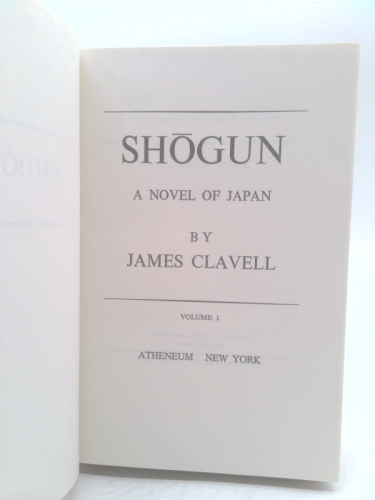 SHŌGUN
A NOVEL OF JAPAN
BY
JAMES CLAVELL
VOLUME 1
ATHENEUM NEW YORK